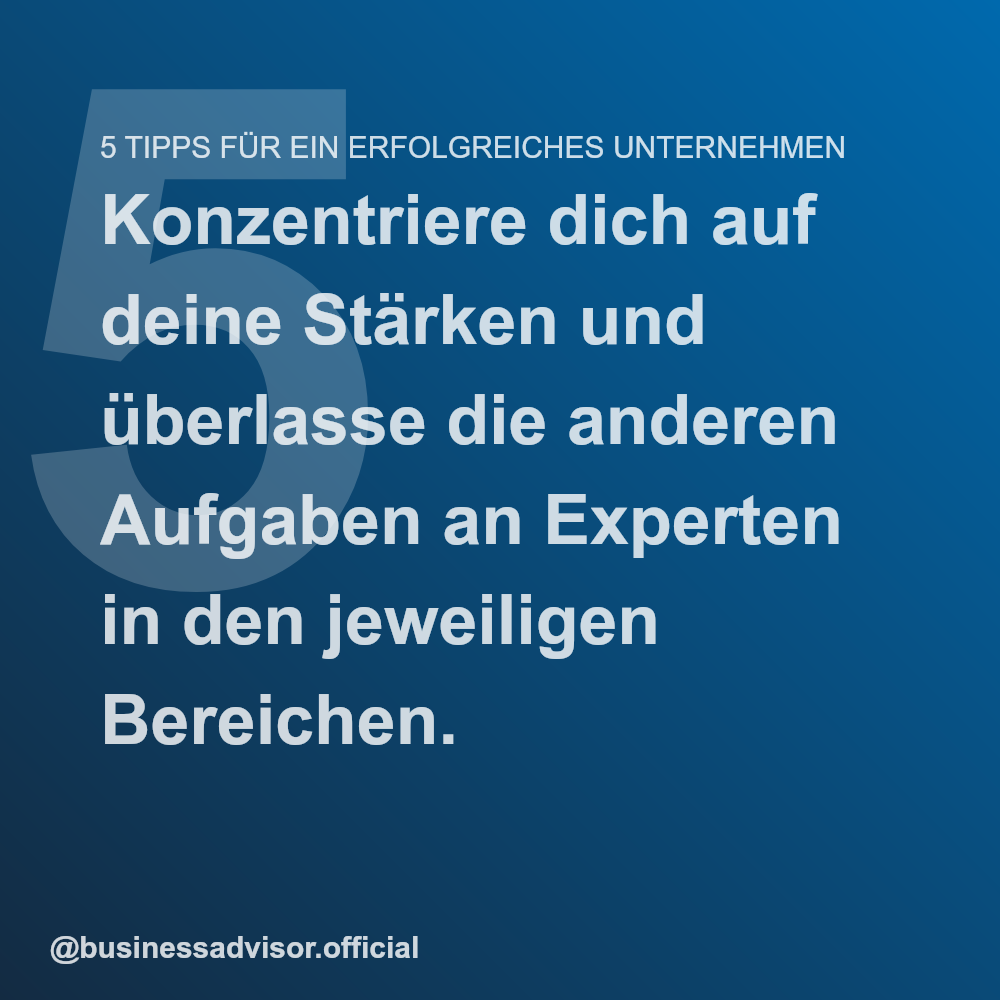 5
5 TIPPS FÜR EIN ERFOLGREICHES UNTERNEHMEN
Konzentriere dich auf
deine Stärken und
überlasse die anderen
Aufgaben an Experten
in den jeweiligen
Bereichen.
@businessadvisor.official